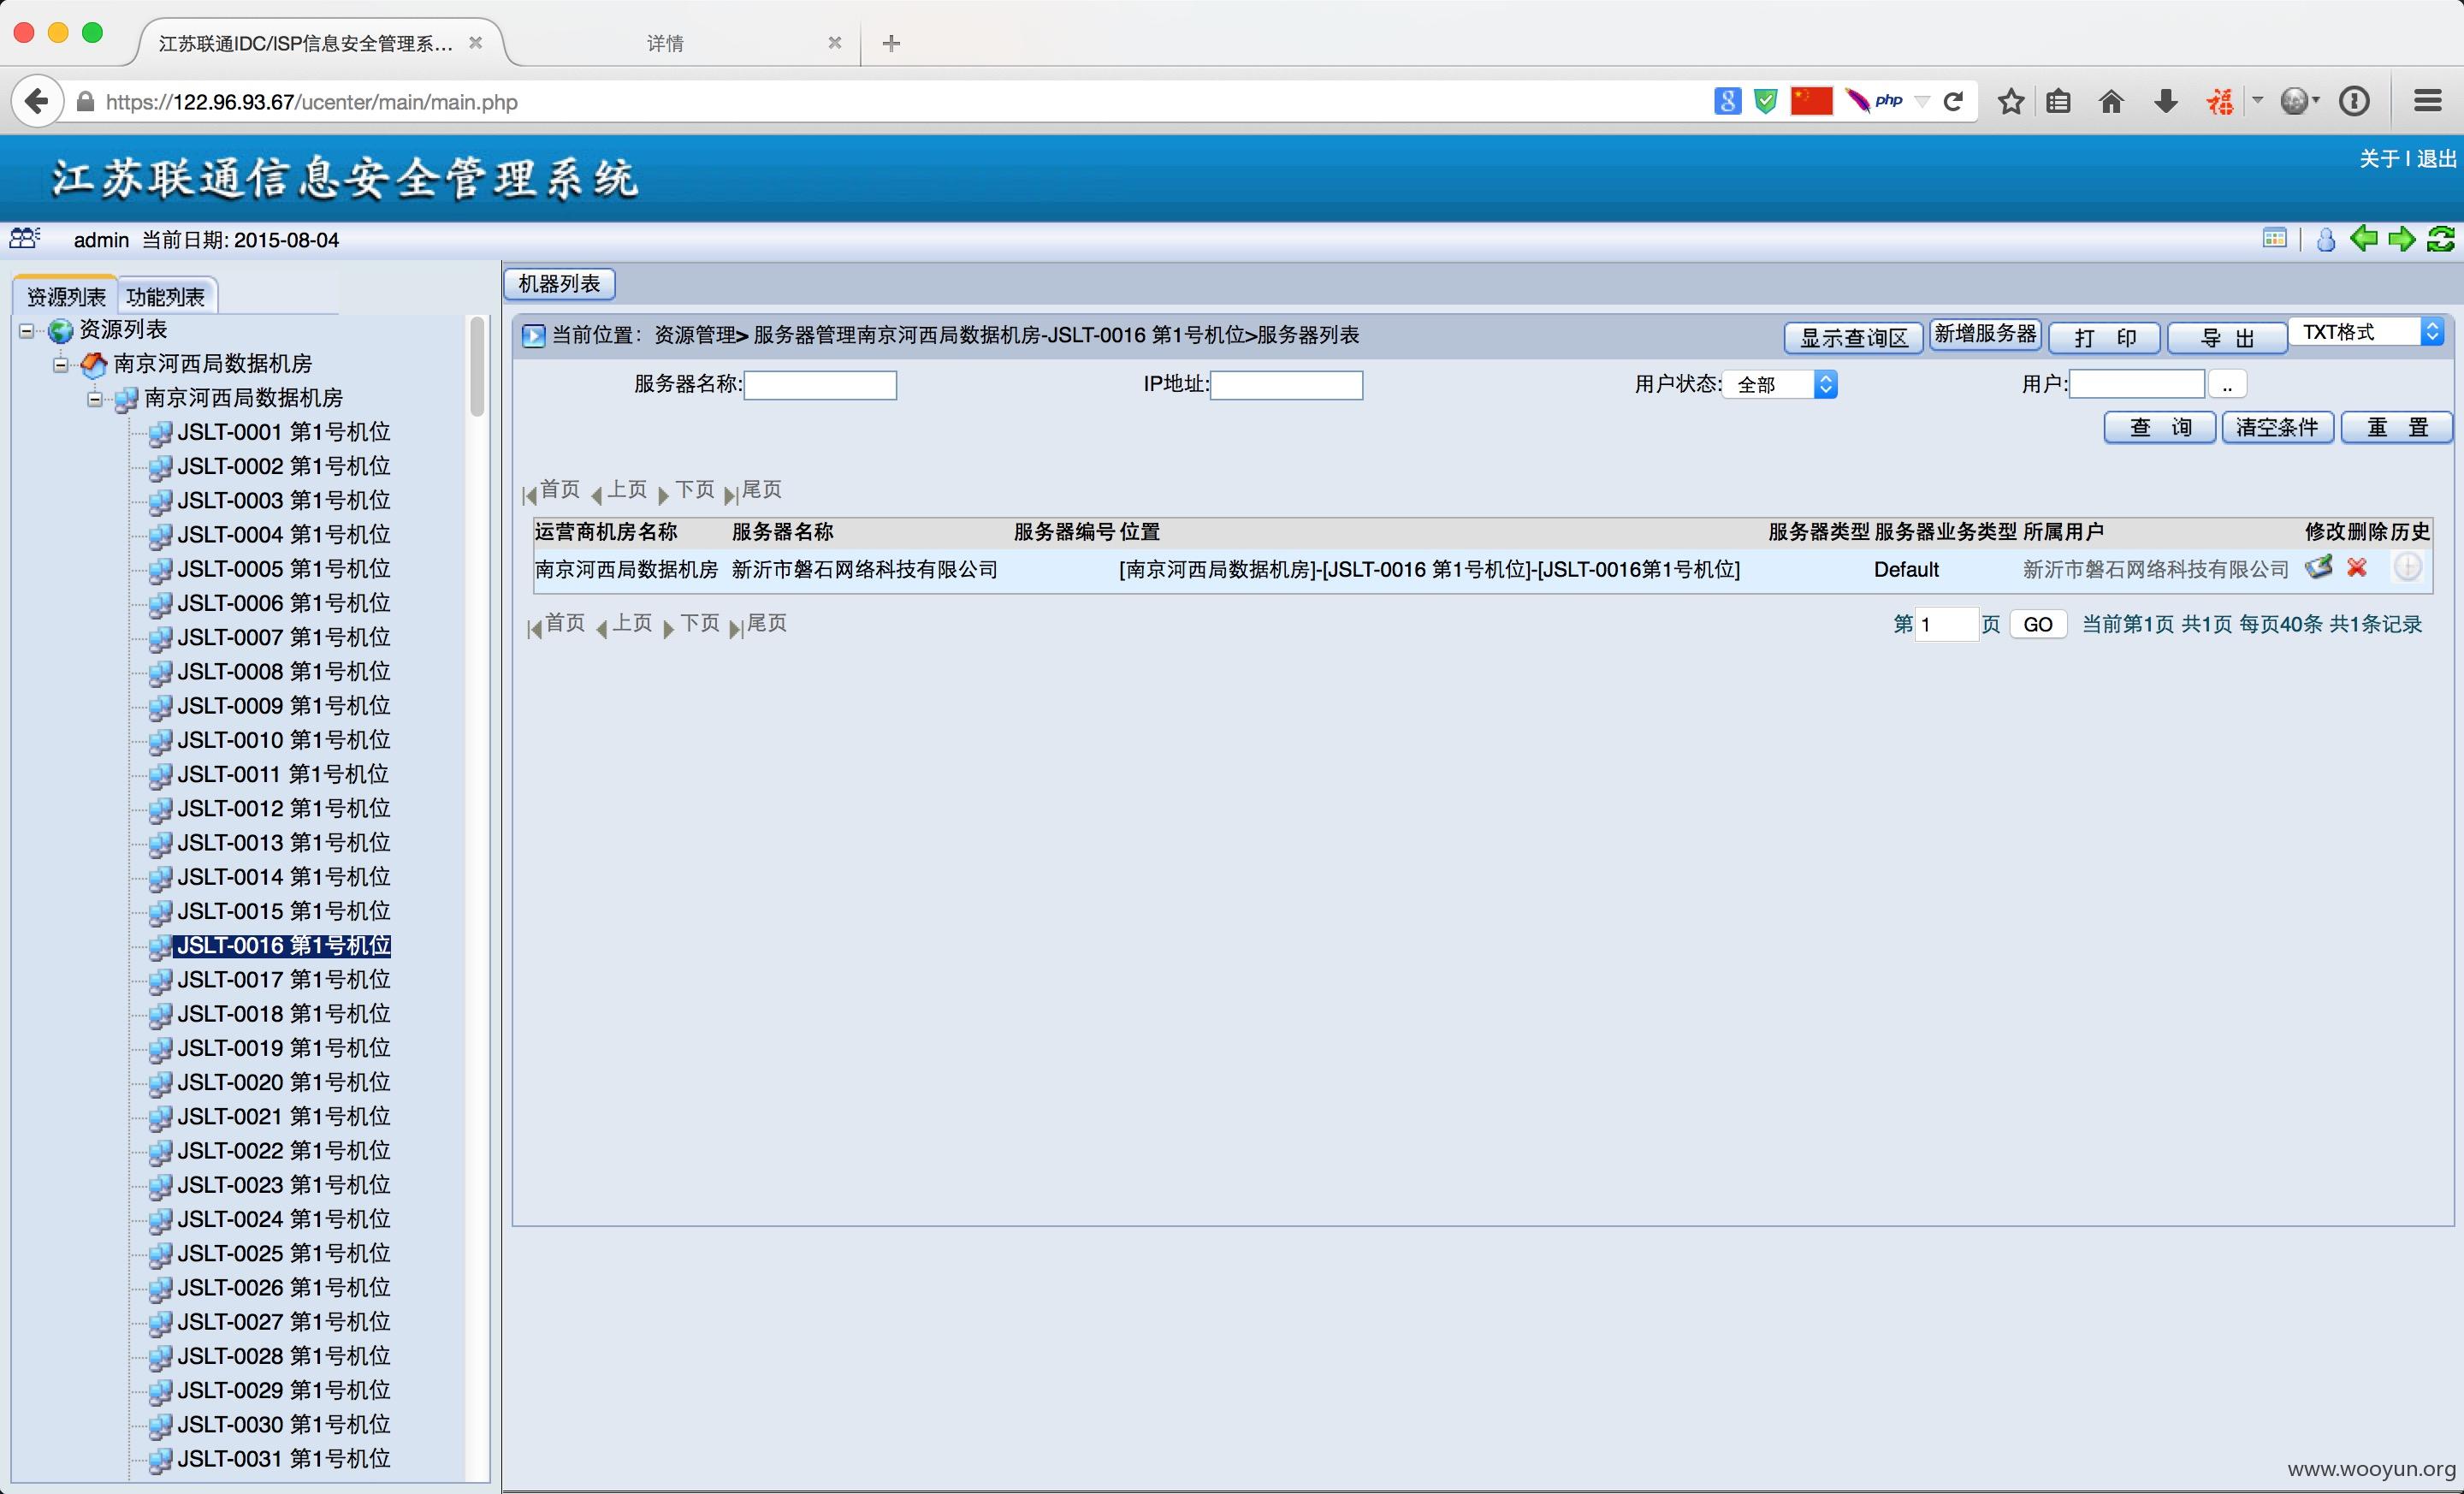 江苏联通IDC/ISP信息安全管理系...
详情
https://122.96.93.67/ucenter/main/main.php
php
福
江苏联通信息安全管理系统
关于 | 退出
admin 当前日期: 2015-08-04
资源列表 功能列表
机器列表
资源列表
南京河西局数据机房
南京河西局数据机房
JSLT-0001 第1号机位
JSLT-0002 第1号机位
JSLT-0003 第1号机位
JSLT-0004 第1号机位
JSLT-0005 第1号机位
JSLT-0006 第1号机位
JSLT-0007 第1号机位
JSLT-0008 第1号机位
JSLT-0009 第1号机位
JSLT-0010 第1号机位
JSLT-0011 第1号机位
JSLT-0012 第1号机位
JSLT-0013 第1号机位
JSLT-0014 第1号机位
JSLT-0015 第1号机位
JSLT-0016 第1号机位
JSLT-0017 第1号机位
JSLT-0018 第1号机位
JSLT-0019 第1号机位
JSLT-0020 第1号机位
JSLT-0021 第1号机位
JSLT-0022 第1号机位
JSLT-0023 第1号机位
JSLT-0024 第1号机位
JSLT-0025 第1号机位
JSLT-0026 第1号机位
JSLT-0027 第1号机位
JSLT-0028 第1号机位
JSLT-0029 第1号机位
JSLT-0030 第1号机位
JSLT-0031 第1号机位
当前位置：资源管理> 服务器管理南京河西局数据机房-JSLT-0016 第1号机位>服务器列表
显示查询区 新增服务器 打 印 导 出 TXT格式
服务器名称: IP地址: 用户状态: 全部 用户: ..
查 询 清空条件 重 置
首页 上页 下页 尾页
运营商机房名称 服务器名称 服务器编号 位置 服务器类型 服务器业务类型 所属用户 修改 删除 历史
南京河西局数据机房 新沂市磐石网络科技有限公司 [南京河西局数据机房]-[JSLT-0016 第1号机位]-[JSLT-0016第1号机位] Default 新沂市磐石网络科技有限公司
首页 上页 下页 尾页 第 1 页 GO 当前第1页 共1页 每页40条 共1条记录
www.wooyun.org